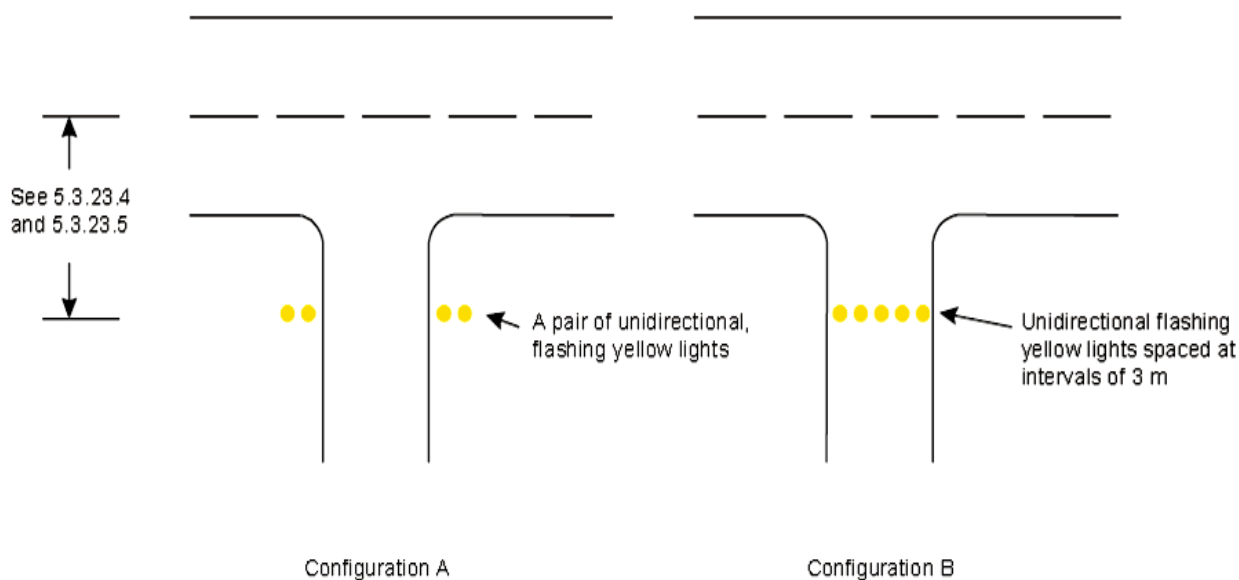 See 5.3.23.4
and 5.3.23.5
A pair of unidirectional,
flashing yellow lights
Unidirectional flashing
yellow lights spaced at
intervals of 3 m
Configuration A
Configuration B